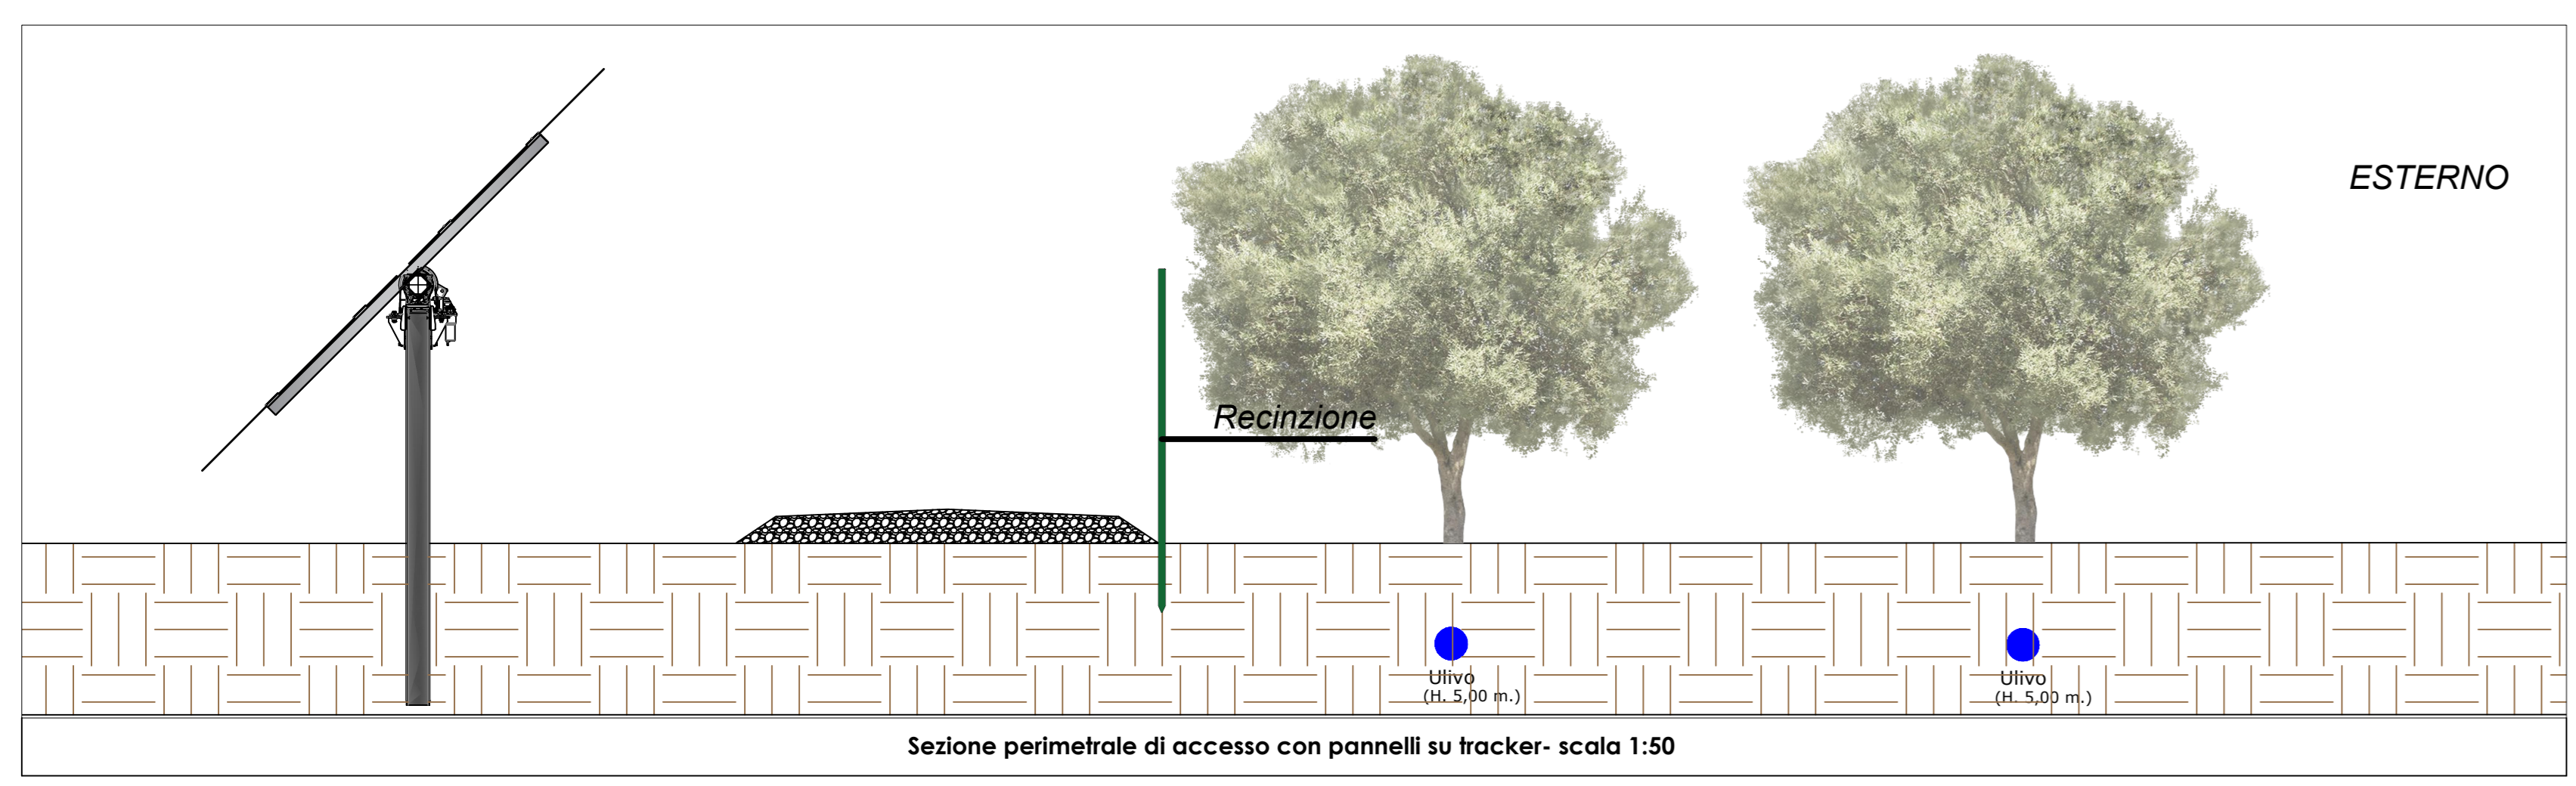 ESTERNO
Recinzione
Ulivo
(H. 5,00 m.)
Ulivo
(H. 5,00 m.)
Sezione perimetrale di accesso con pannelli su tracker- scala 1:50